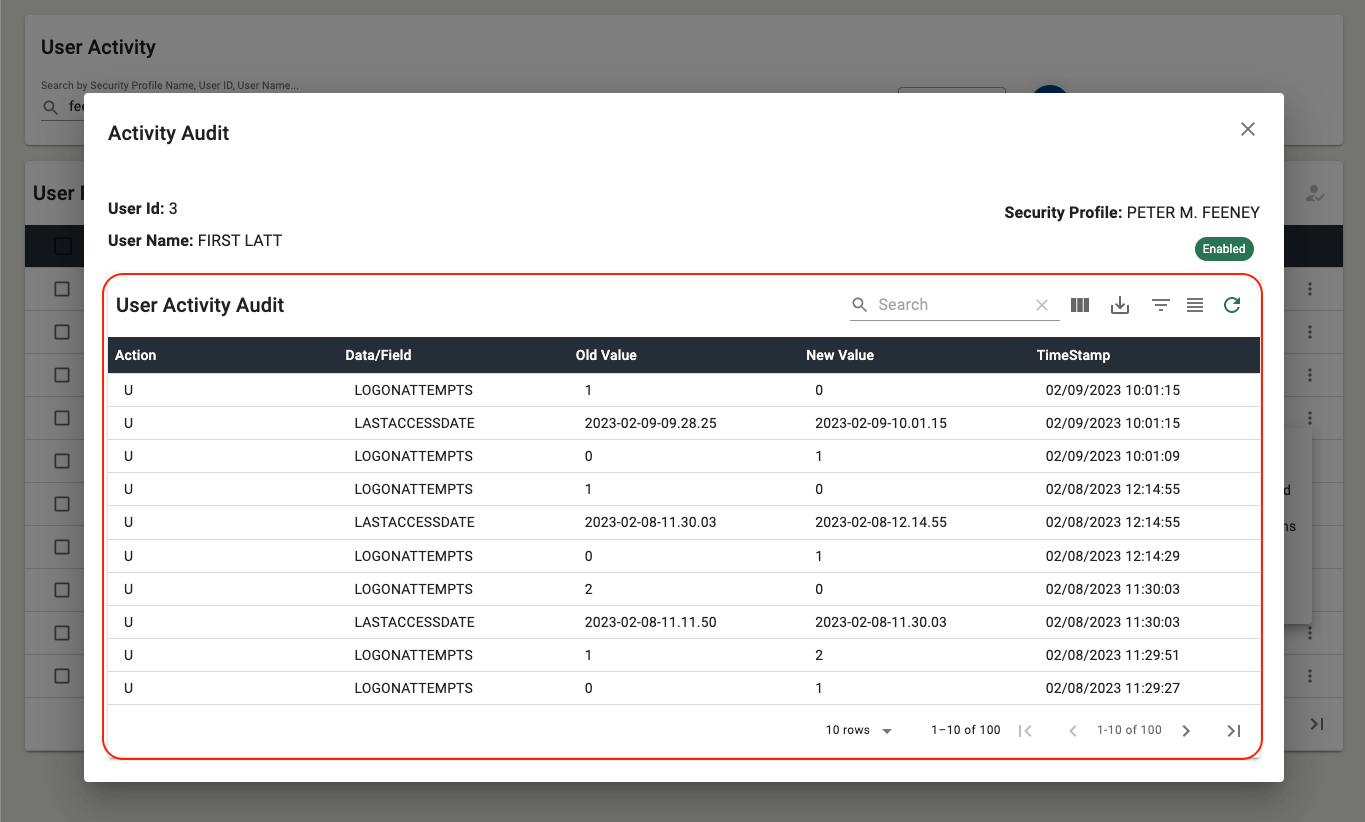 User Activity
Search by Security Profile Name, User ID, User Name...
Activity Audit
User Id: 3
Security Profile: PETER M. FEENEY
User Name: FIRST LATT
Enabled
User Activity Audit
Search
Action Data/Field Old Value New Value TimeStamp
U LOGONATTEMPTS 1 0 02/09/2023 10:01:15
U LASTACCESSDATE 2023-02-09-09.28.25 2023-02-09-10.01.15 02/09/2023 10:01:15
U LOGONATTEMPTS 0 1 02/09/2023 10:01:09
U LOGONATTEMPTS 1 0 02/08/2023 12:14:55
U LASTACCESSDATE 2023-02-08-11.30.03 2023-02-08-12.14.55 02/08/2023 12:14:55
U LOGONATTEMPTS 0 1 02/08/2023 12:14:29
U LOGONATTEMPTS 2 0 02/08/2023 11:30:03
U LASTACCESSDATE 2023-02-08-11.11.50 2023-02-08-11.30.03 02/08/2023 11:30:03
U LOGONATTEMPTS 1 2 02/08/2023 11:29:51
U LOGONATTEMPTS 0 1 02/08/2023 11:29:27
10 rows 1–10 of 100 1-10 of 100
User